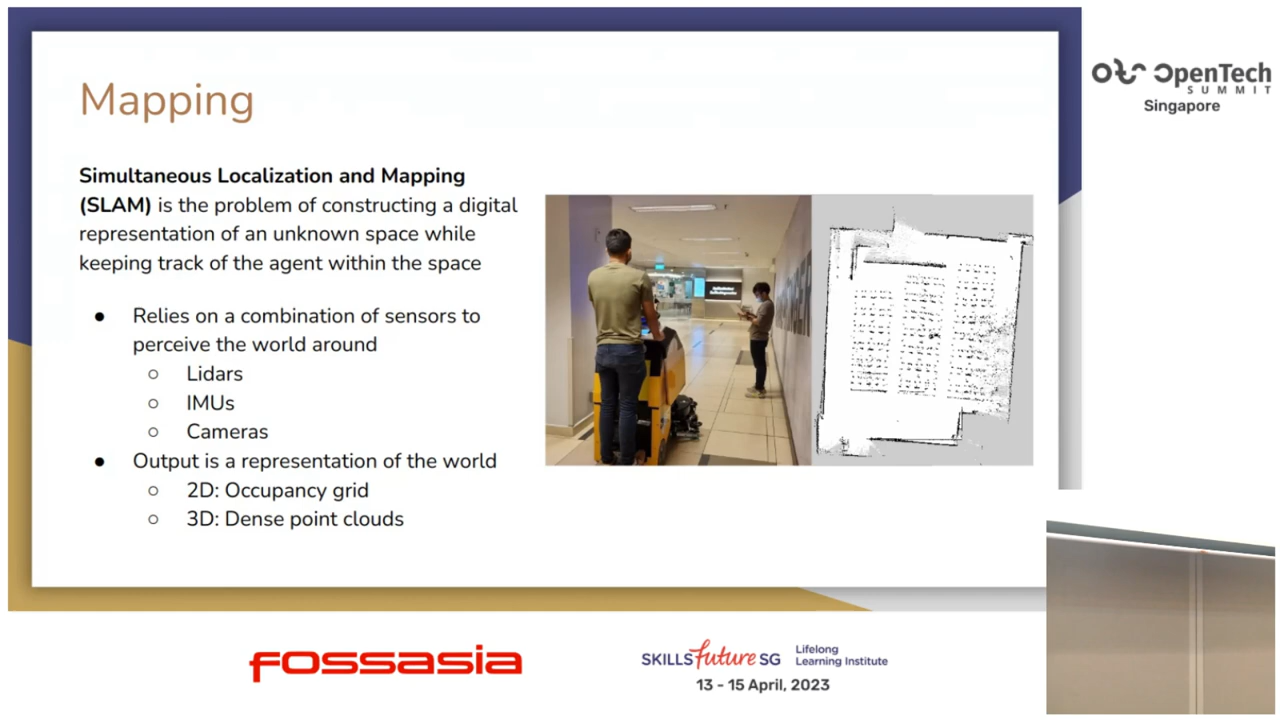 Mapping
Simultaneous Localization and Mapping
(SLAM) is the problem of constructing a digital
representation of an unknown space while
keeping track of the agent within the space
● Relies on a combination of sensors to
perceive the world around
○ Lidars
○ IMUs
○ Cameras
● Output is a representation of the world
○ 2D: Occupancy grid
○ 3D: Dense point clouds
OpenTech
SUMMIT
Singapore
fossasia
SKILLS future SG
Lifelong
Learning Institute
13 - 15 April, 2023